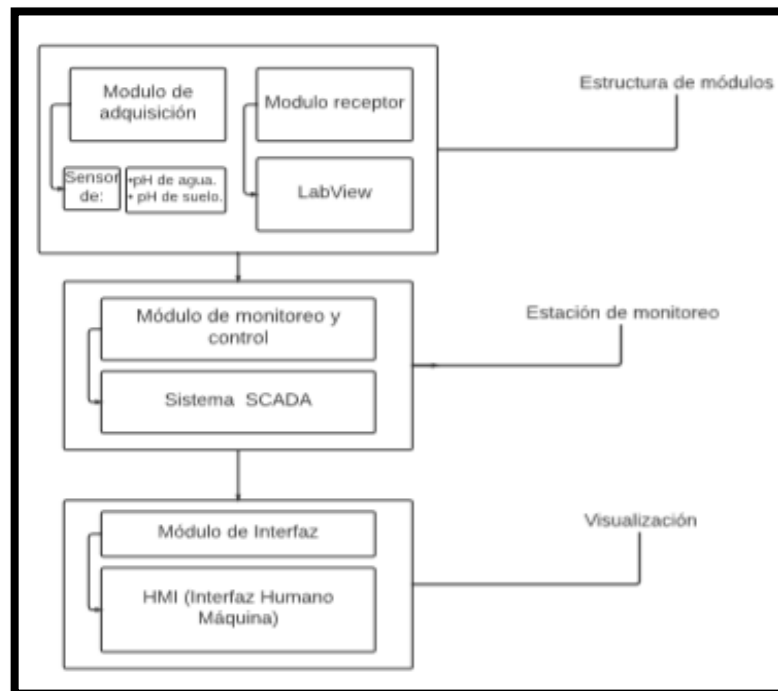 Modulo de
adquisición
Modulo receptor
Estructura de módulos
Sensor
de:
•pH de agua.
• pH de suelo.
LabView
Módulo de monitoreo y
control
Estación de monitoreo
Sistema SCADA
Módulo de Interfaz
Visualización
HMI (Interfaz Humano
Máquina)